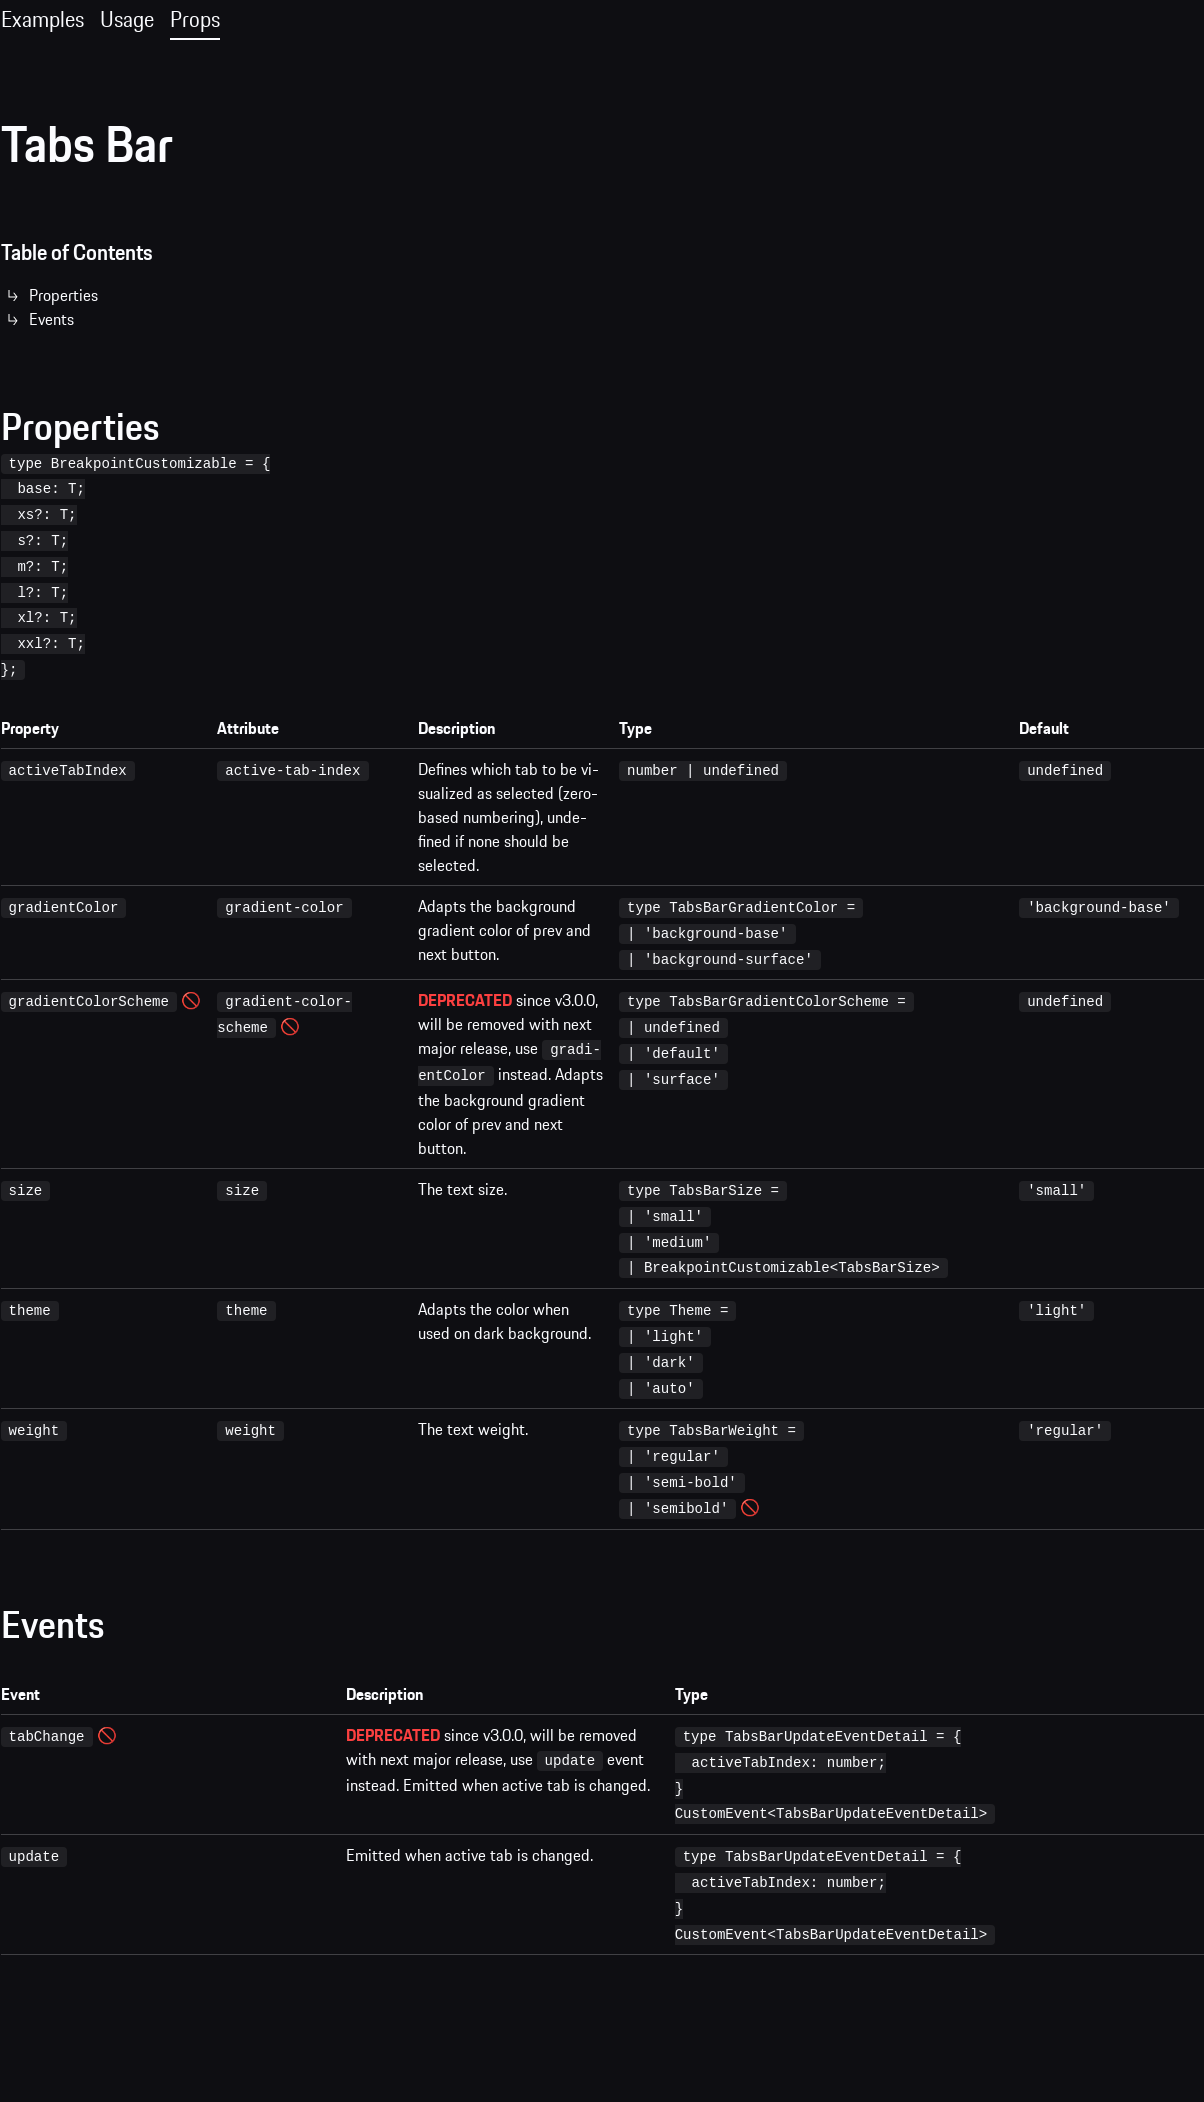 Examples Usage Props
Tabs Bar
Table of Contents
↳ Properties
↳ Events
Properties
type BreakpointCustomizable = {
base: T;
xs?: T;
s?: T;
m?: T;
l?: T;
xl?: T;
xxl?: T;
};
Property Attribute Description Type Default
activeTabIndex active-tab-index Defines which tab to be vi- number | undefined undefined
sualized as selected (zero-
based numbering), unde-
fined if none should be
selected.
gradientColor gradient-color Adapts the background type TabsBarGradientColor = 'background-base'
gradient color of prev and | 'background-base'
next button. | 'background-surface'
gradientColorScheme 🚫 gradient-color- DEPRECATED since v3.0.0, type TabsBarGradientColorScheme = undefined
scheme 🚫 will be removed with next | undefined
major release, use gradi- | 'default'
entColor instead. Adapts | 'surface'
the background gradient
color of prev and next
button.
size size The text size. type TabsBarSize = 'small'
| 'small'
| 'medium'
| BreakpointCustomizable<TabsBarSize>
theme theme Adapts the color when type Theme = 'light'
used on dark background. | 'light'
| 'dark'
| 'auto'
weight weight The text weight. type TabsBarWeight = 'regular'
| 'regular'
| 'semi-bold'
| 'semibold' 🚫
Events
Event Description Type
tabChange 🚫 DEPRECATED since v3.0.0, will be removed type TabsBarUpdateEventDetail = {
with next major release, use update event activeTabIndex: number;
instead. Emitted when active tab is changed. }
CustomEvent<TabsBarUpdateEventDetail>
update Emitted when active tab is changed. type TabsBarUpdateEventDetail = {
activeTabIndex: number;
}
CustomEvent<TabsBarUpdateEventDetail>